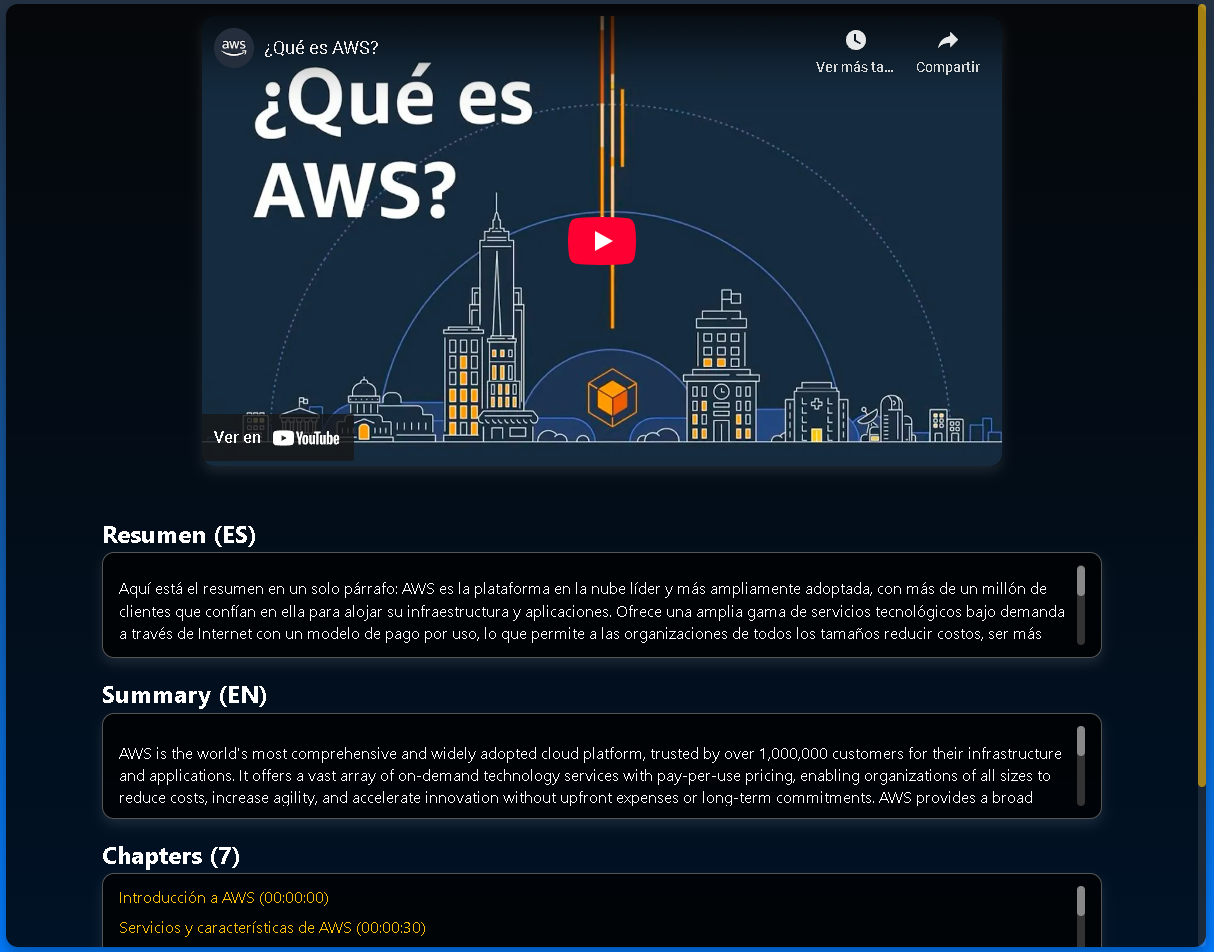 aws
¿Qué es AWS?
Ver más ta...
Compartir
¿Qué es
AWS?
Ver en YouTube
Resumen (ES)
Aquí está el resumen en un solo párrafo: AWS es la plataforma en la nube líder y más ampliamente adoptada, con más de un millón de
clientes que confían en ella para alojar su infraestructura y aplicaciones. Ofrece una amplia gama de servicios tecnológicos bajo demanda
a través de Internet con un modelo de pago por uso, lo que permite a las organizaciones de todos los tamaños reducir costos, ser más
Summary (EN)
AWS is the world's most comprehensive and widely adopted cloud platform, trusted by over 1,000,000 customers for their infrastructure
and applications. It offers a vast array of on-demand technology services with pay-per-use pricing, enabling organizations of all sizes to
reduce costs, increase agility, and accelerate innovation without upfront expenses or long-term commitments. AWS provides a broad
Chapters (7)
Introducción a AWS (00:00:00)
Servicios y características de AWS (00:00:30)